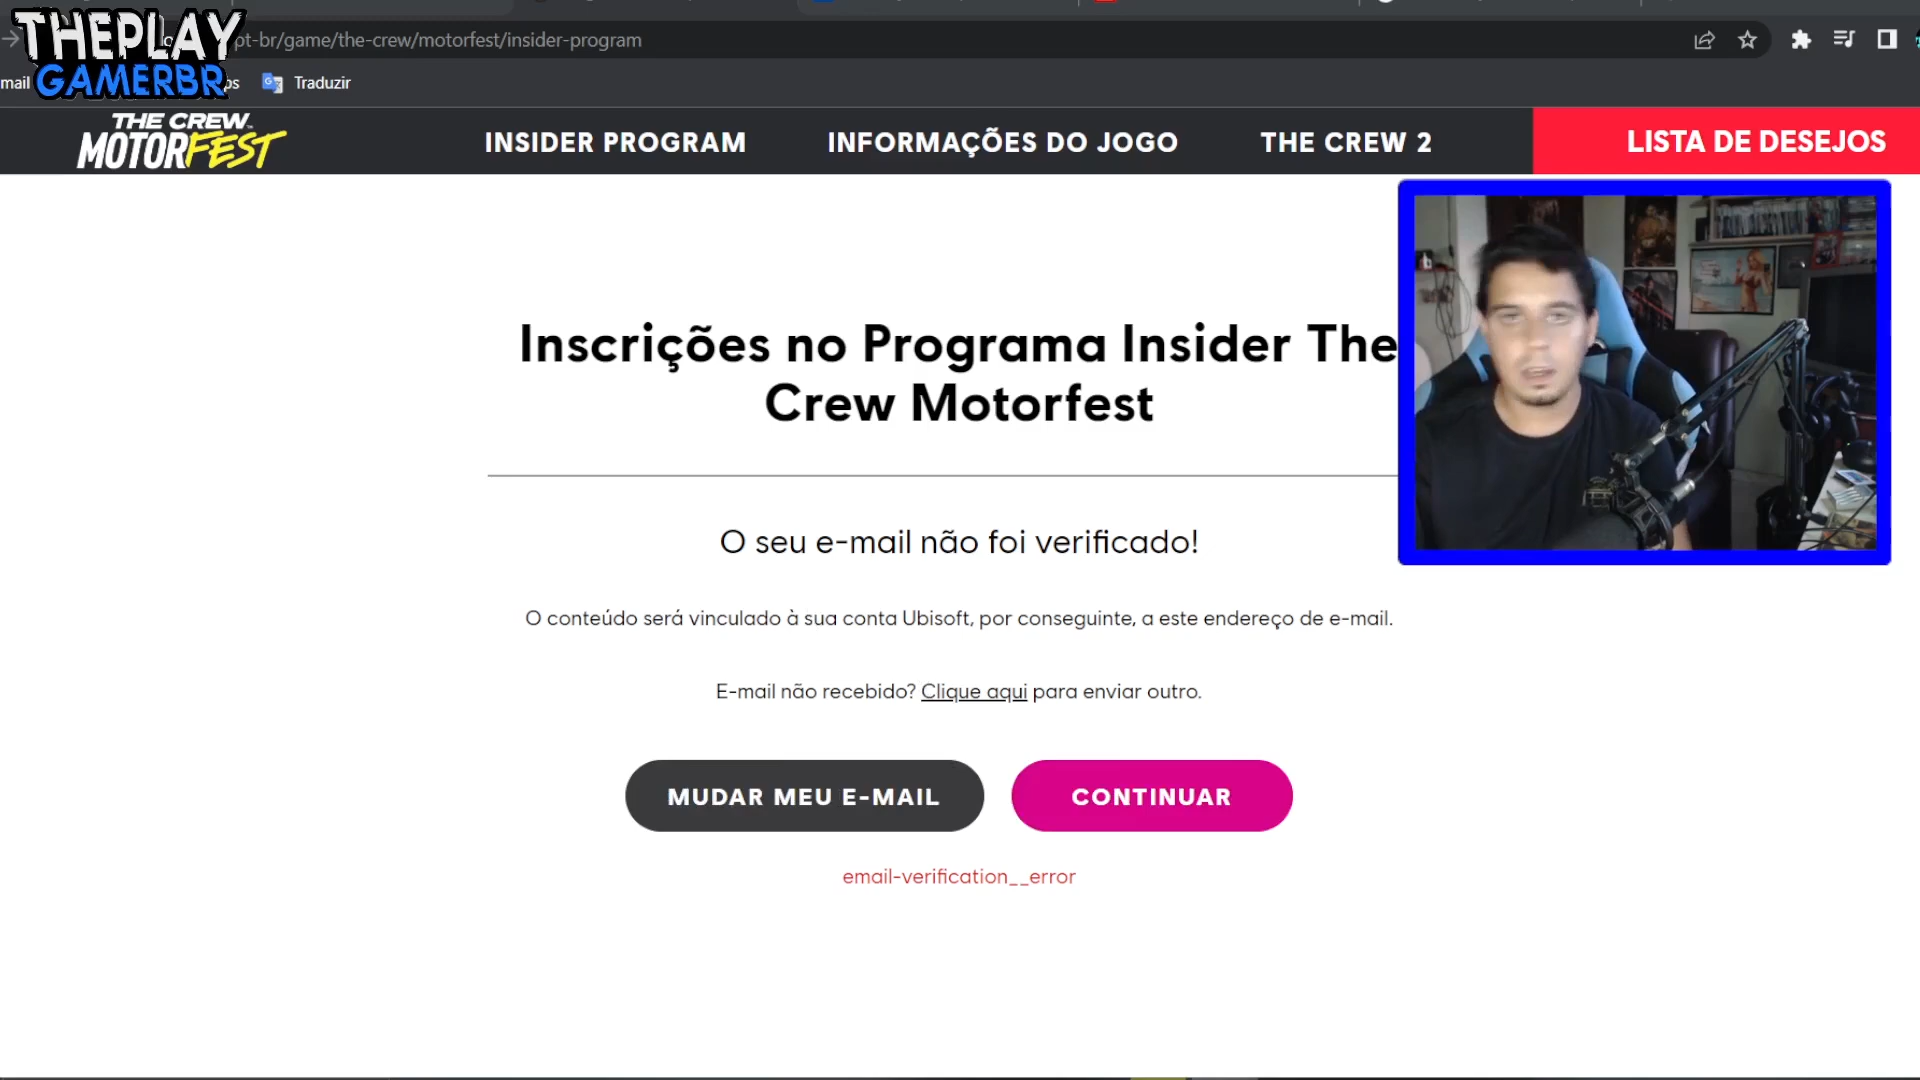 THEPLAY
GAMERBR
pt-br/game/the-crew/motorfest/insider-program
mail
Traduzir
THE CREW
MOTORFEST
INSIDER PROGRAM
INFORMAÇÕES DO JOGO
THE CREW 2
LISTA DE DESEJOS
Inscrições no Programa Insider The
Crew Motorfest
O seu e-mail não foi verificado!
O conteúdo será vinculado à sua conta Ubisoft, por conseguinte, a este endereço de e-mail.
E-mail não recebido? Clique aqui para enviar outro.
MUDAR MEU E-MAIL
CONTINUAR
email-verification__error